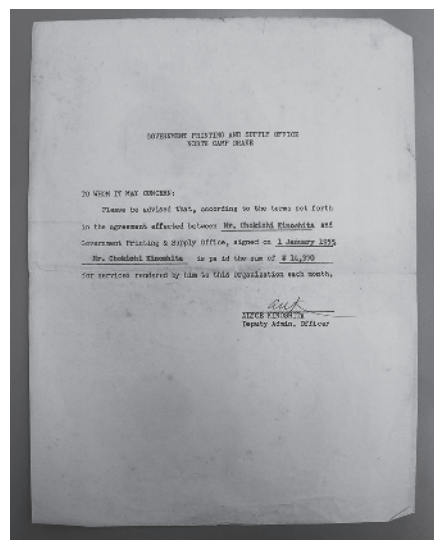 GOVERNMENT PRINTING AND SUPPLY OFFICE
NORTH CAMP DRAKE
TO WHOM IT MAY CONCERN:
Please be advised that, according to the terms set forth
in the agreement effected between Mr. Chokichi Kinoshita and
Government Printing & Supply Office, signed on 1 January 1955
Mr. Chokichi Kinoshita is paid the sum of
for services rendered by him to this Organization each month.
KINOSHITA
Deputy Admin. Officer